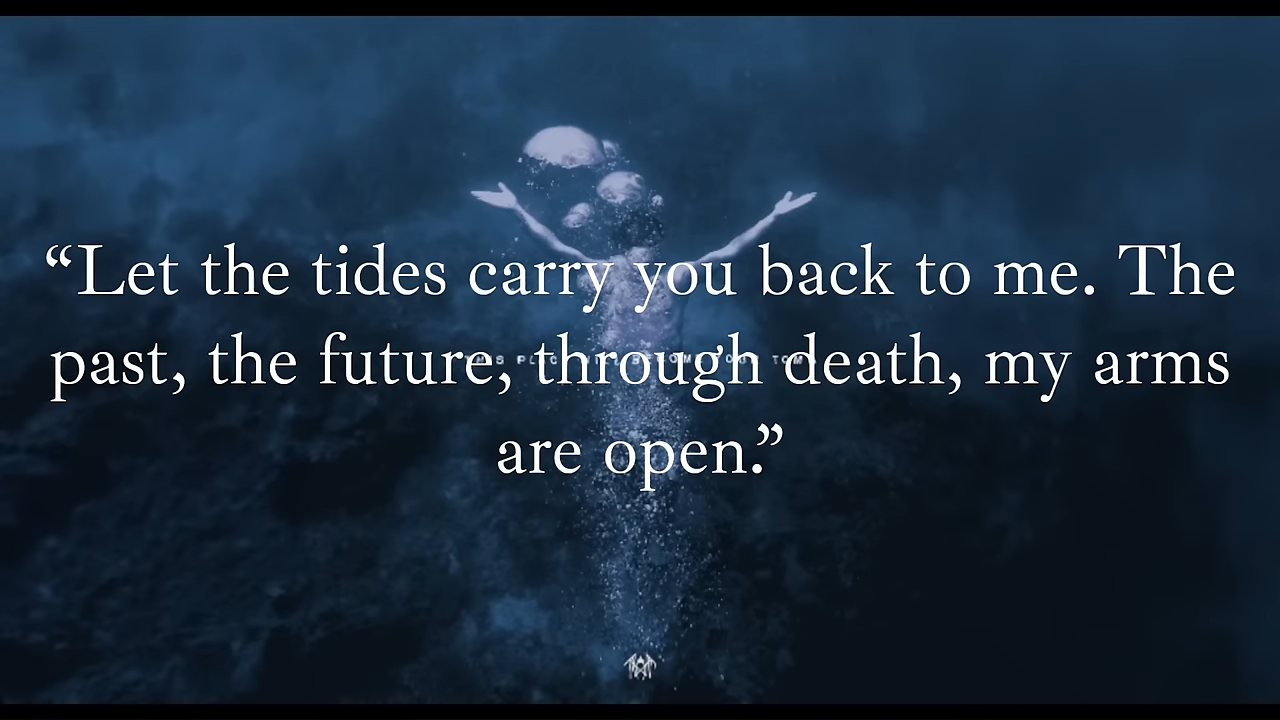 “Let the tides carry you back to me. The
past, the future, through death, my arms
are open.”